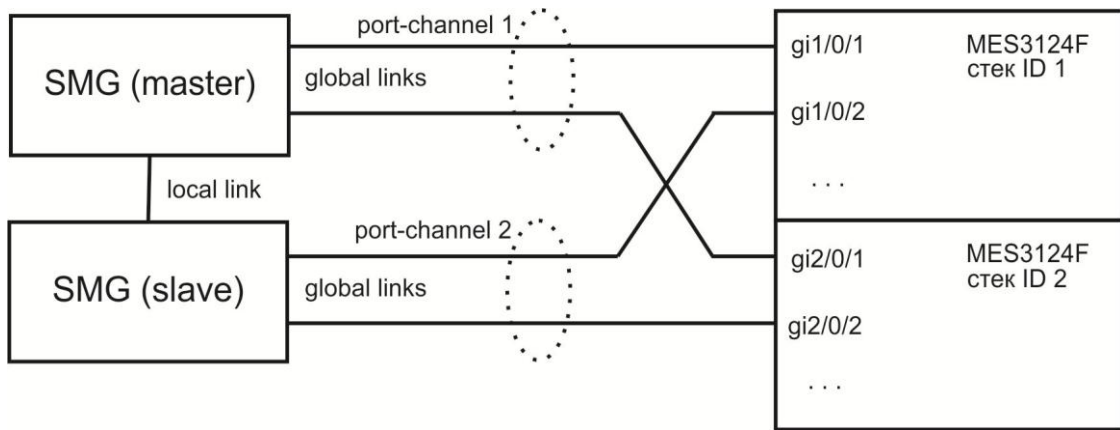 SMG (master)
port-channel 1
global links
gi1/0/1
MES3124F
стек ID 1
gi1/0/2
. . .
local link
SMG (slave)
port-channel 2
global links
gi2/0/1
MES3124F
стек ID 2
gi2/0/2
. . .